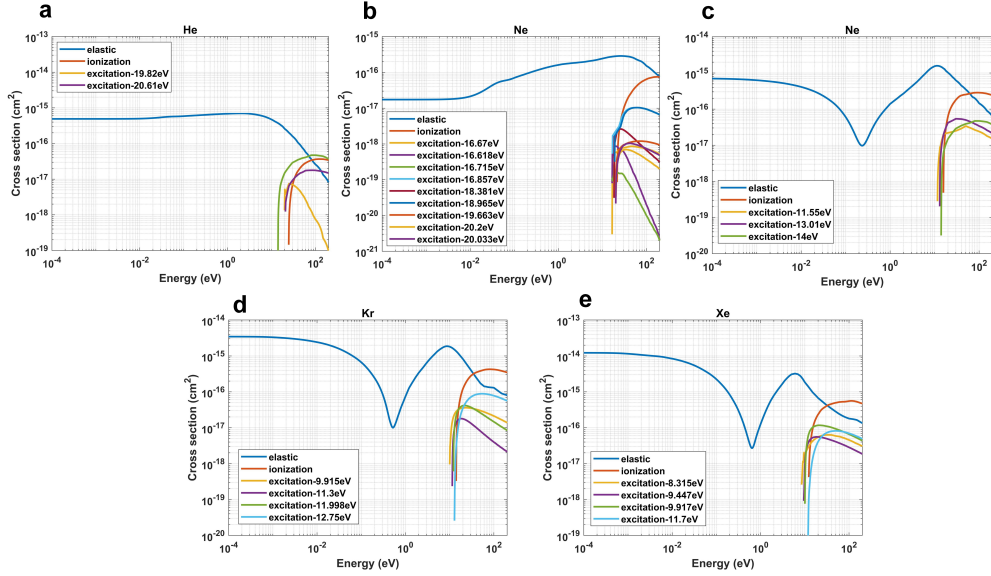 a
He
10^-13
10^-14
10^-15
10^-16
10^-17
10^-18
10^-19
Cross section (cm^2)
elastic
ionization
excitation-19.82eV
excitation-20.61eV
10^-4
10^-2
10^0
10^2
Energy (eV)
b
Ne
10^-15
10^-16
10^-17
10^-18
10^-19
10^-20
10^-21
Cross section (cm^2)
elastic
ionization
excitation-16.67eV
excitation-16.618eV
excitation-16.715eV
excitation-16.857eV
excitation-18.381eV
excitation-18.965eV
excitation-19.663eV
excitation-20.2eV
excitation-20.033eV
10^-4
10^-2
10^0
10^2
Energy (eV)
c
Ne
10^-14
10^-15
10^-16
10^-17
10^-18
10^-19
10^-20
Cross section (cm^2)
elastic
ionization
excitation-11.55eV
excitation-13.01eV
excitation-14eV
10^-4
10^-2
10^0
10^2
Energy (eV)
d
Kr
10^-14
10^-15
10^-16
10^-17
10^-18
10^-19
10^-20
Cross section (cm^2)
elastic
ionization
excitation-9.915eV
excitation-11.3eV
excitation-11.998eV
excitation-12.75eV
10^-4
10^-2
10^0
10^2
Energy (eV)
e
Xe
10^-13
10^-14
10^-15
10^-16
10^-17
10^-18
10^-19
Cross section (cm^2)
elastic
ionization
excitation-8.315eV
excitation-9.447eV
excitation-9.917eV
excitation-11.7eV
10^-4
10^-2
10^0
10^2
Energy (eV)